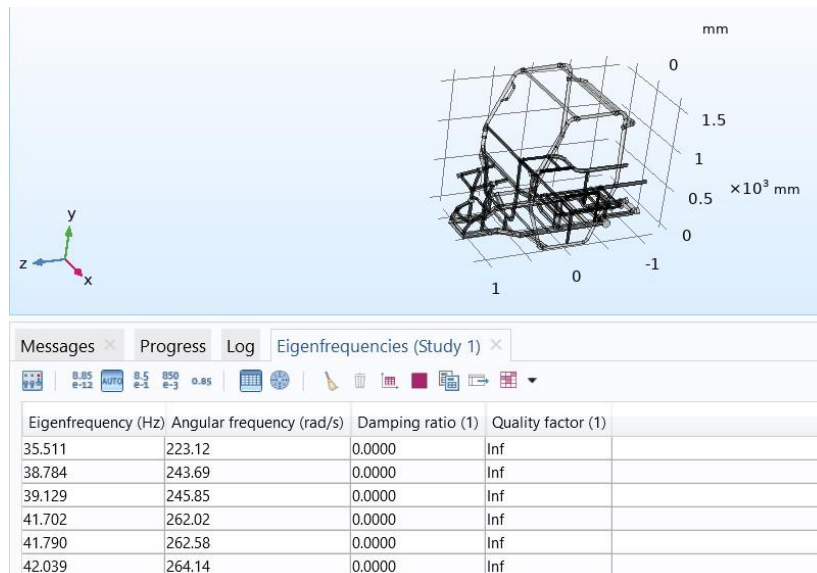 mm
0
1.5
1
0.5
×10³ mm
0
-1
0
1
y
z
x
Messages × Progress Log Eigenfrequencies (Study 1) ×
8.85 e-12 AUTO 8.5 e-1 850 e-3 0.85
Eigenfrequency (Hz) Angular frequency (rad/s) Damping ratio (1) Quality factor (1)
35.511 223.12 0.0000 Inf
38.784 243.69 0.0000 Inf
39.129 245.85 0.0000 Inf
41.702 262.02 0.0000 Inf
41.790 262.58 0.0000 Inf
42.039 264.14 0.0000 Inf